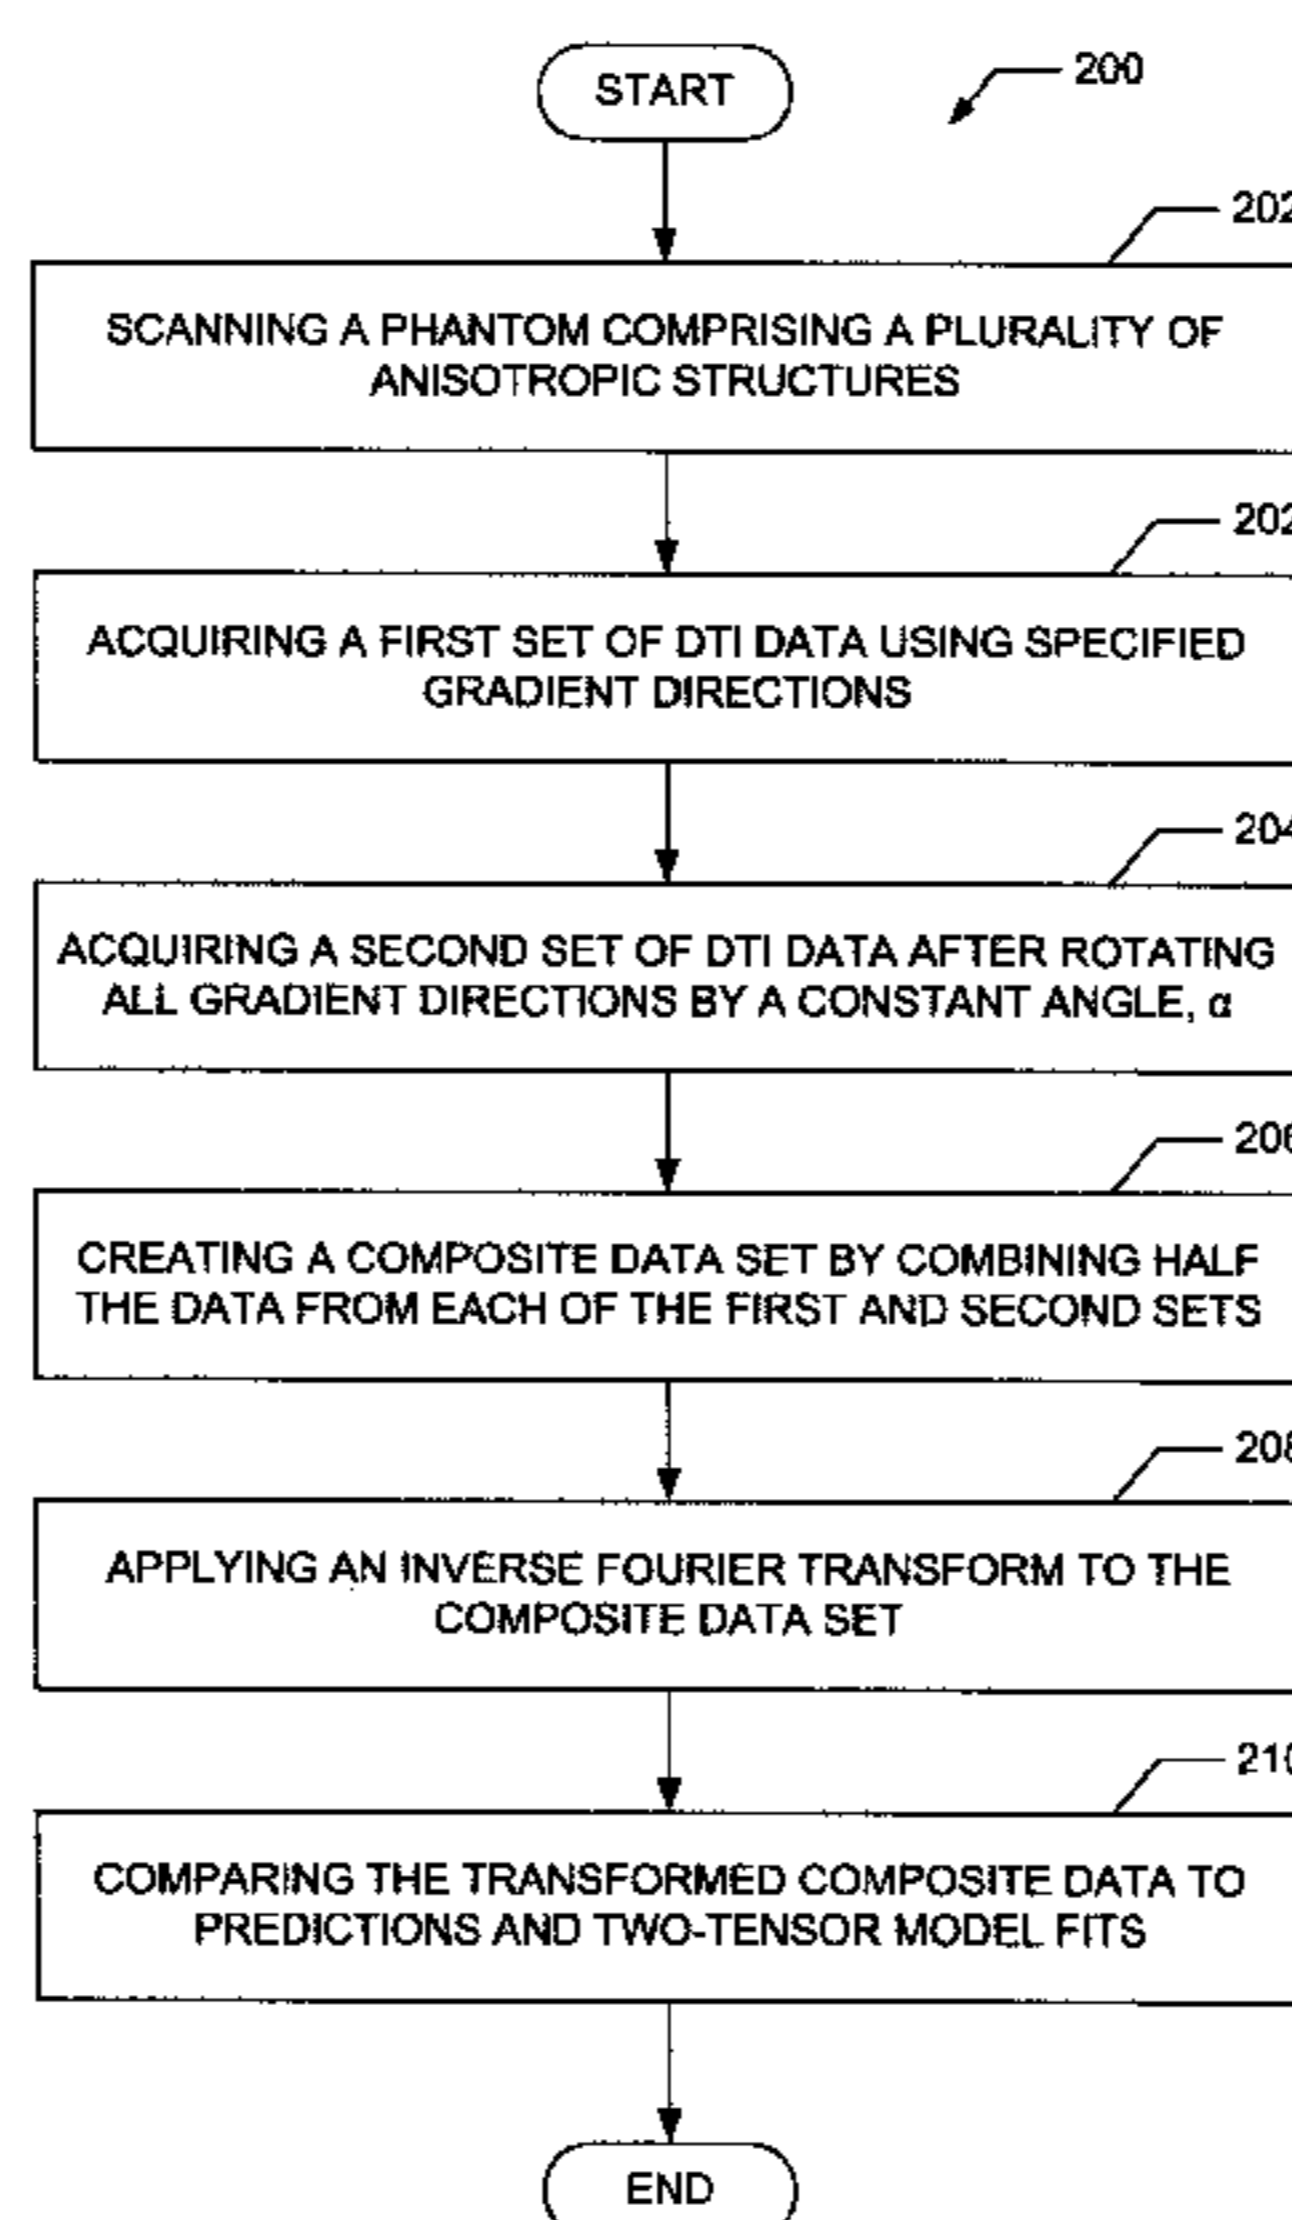 START
200
202
SCANNING A PHANTOM COMPRISING A PLURALITY OF
ANISOTROPIC STRUCTURES
202
ACQUIRING A FIRST SET OF DTI DATA USING SPECIFIED
GRADIENT DIRECTIONS
204
ACQUIRING A SECOND SET OF DTI DATA AFTER ROTATING
ALL GRADIENT DIRECTIONS BY A CONSTANT ANGLE, α
206
CREATING A COMPOSITE DATA SET BY COMBINING HALF
THE DATA FROM EACH OF THE FIRST AND SECOND SETS
208
APPLYING AN INVERSE FOURIER TRANSFORM TO THE
COMPOSITE DATA SET
210
COMPARING THE TRANSFORMED COMPOSITE DATA TO
PREDICTIONS AND TWO-TENSOR MODEL FITS
END